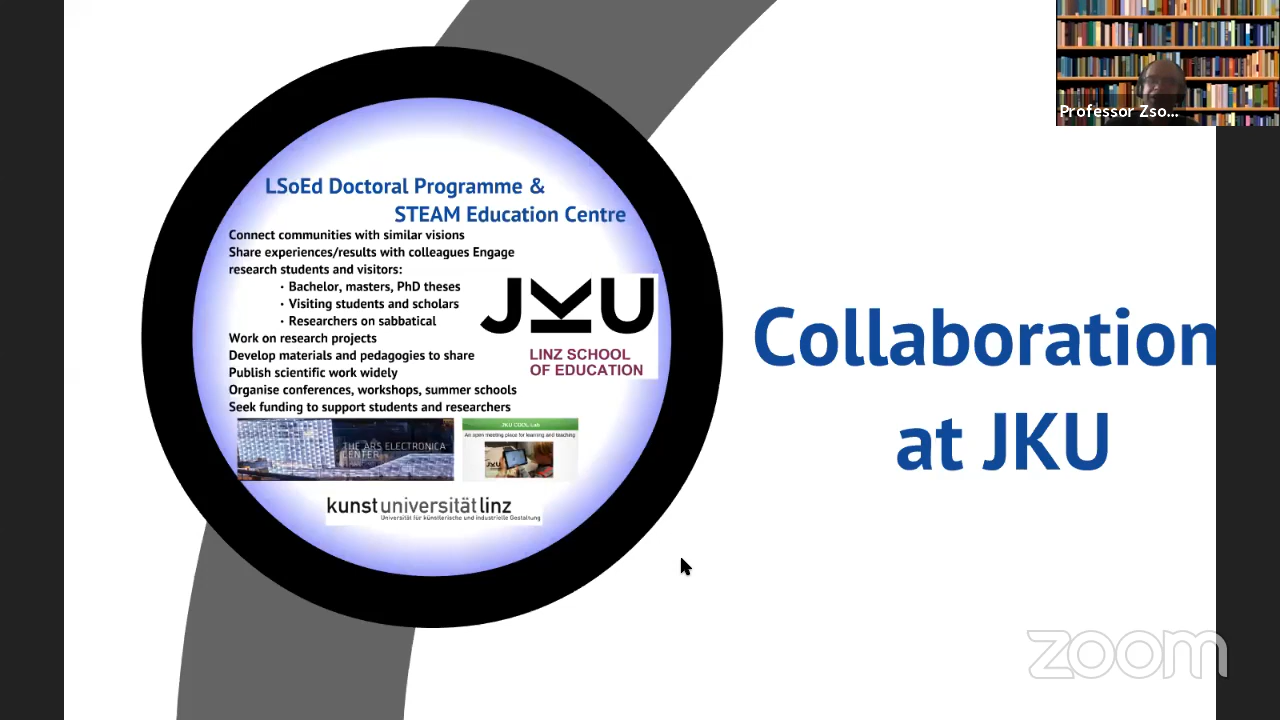 Professor Zso...
LSoEd Doctoral Programme &
STEAM Education Centre
Connect communities with similar visions
Share experiences/results with colleagues Engage
research students and visitors:
· Bachelor, masters, PhD theses
· Visiting students and scholars
· Researchers on sabbatical
Work on research projects
Develop materials and pedagogies to share
Publish scientific work widely
Organise conferences, workshops, summer schools
Seek funding to support students and researchers
JKU
LINZ SCHOOL
OF EDUCATION
THE ARS ELECTRONICA
CENTER
JKU COOL Lab
An open meeting place for learning and teaching
JKU
kunstuniversitätlinz
Universität für künstlerische und industrielle Gestaltung
Collaboration
at JKU
zoom